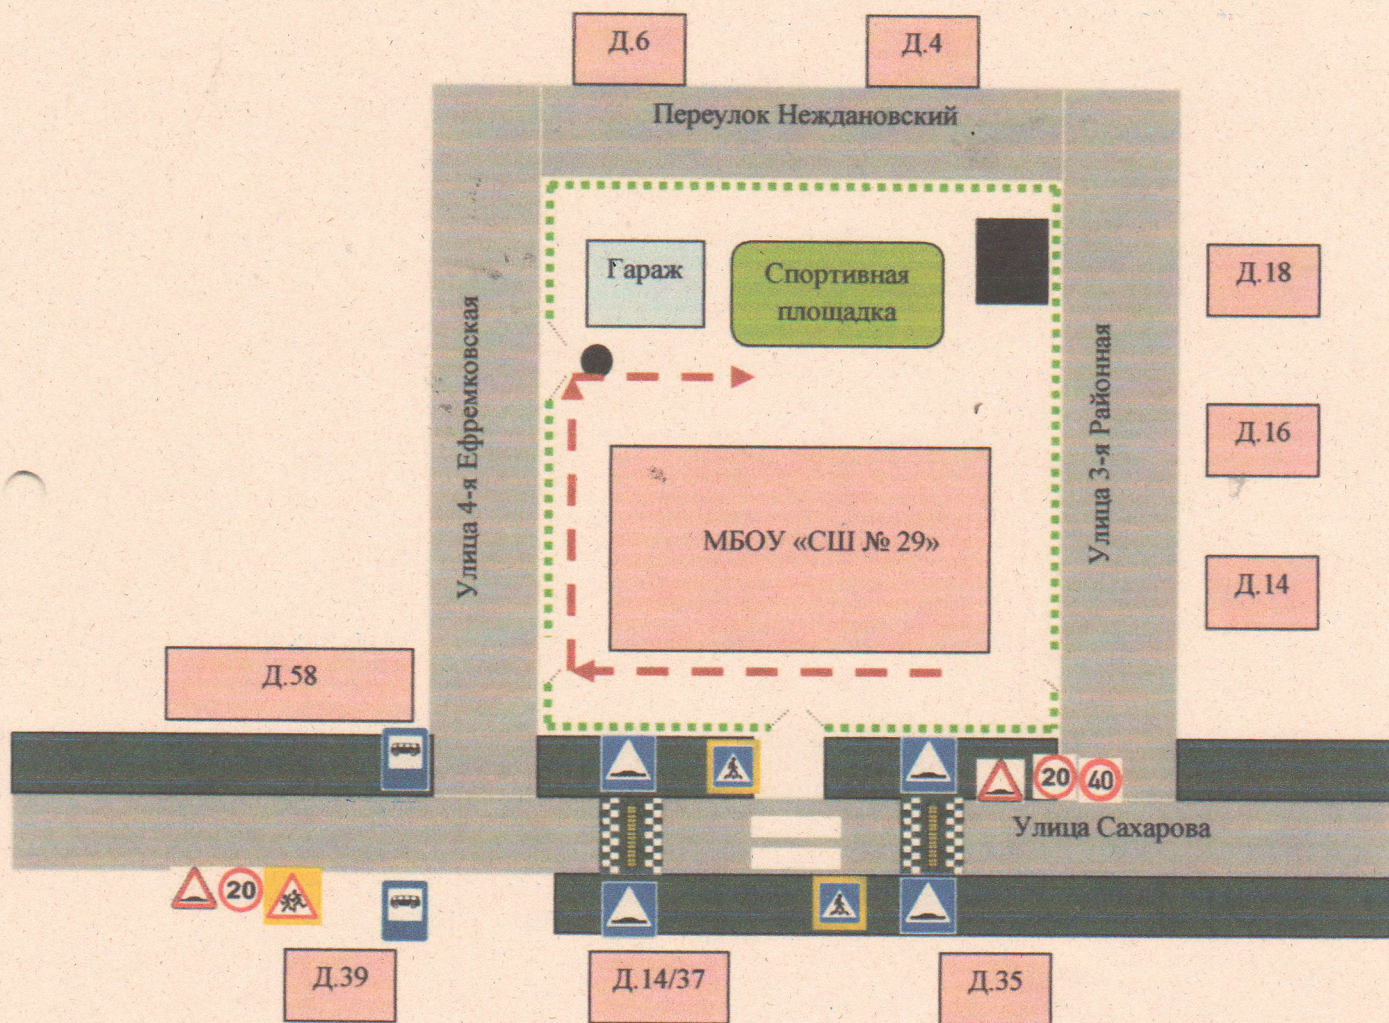 Д.6
Д.4
Переулок Неждановский
Гараж
Спортивная
площадка
Д.18
Улица 4-я Ефремковская
Улица 3-я Районная
Д.16
МБОУ «СШ № 29»
Д.14
Д.58
20
40
Улица Сахарова
20
Д.39
Д.14/37
Д.35